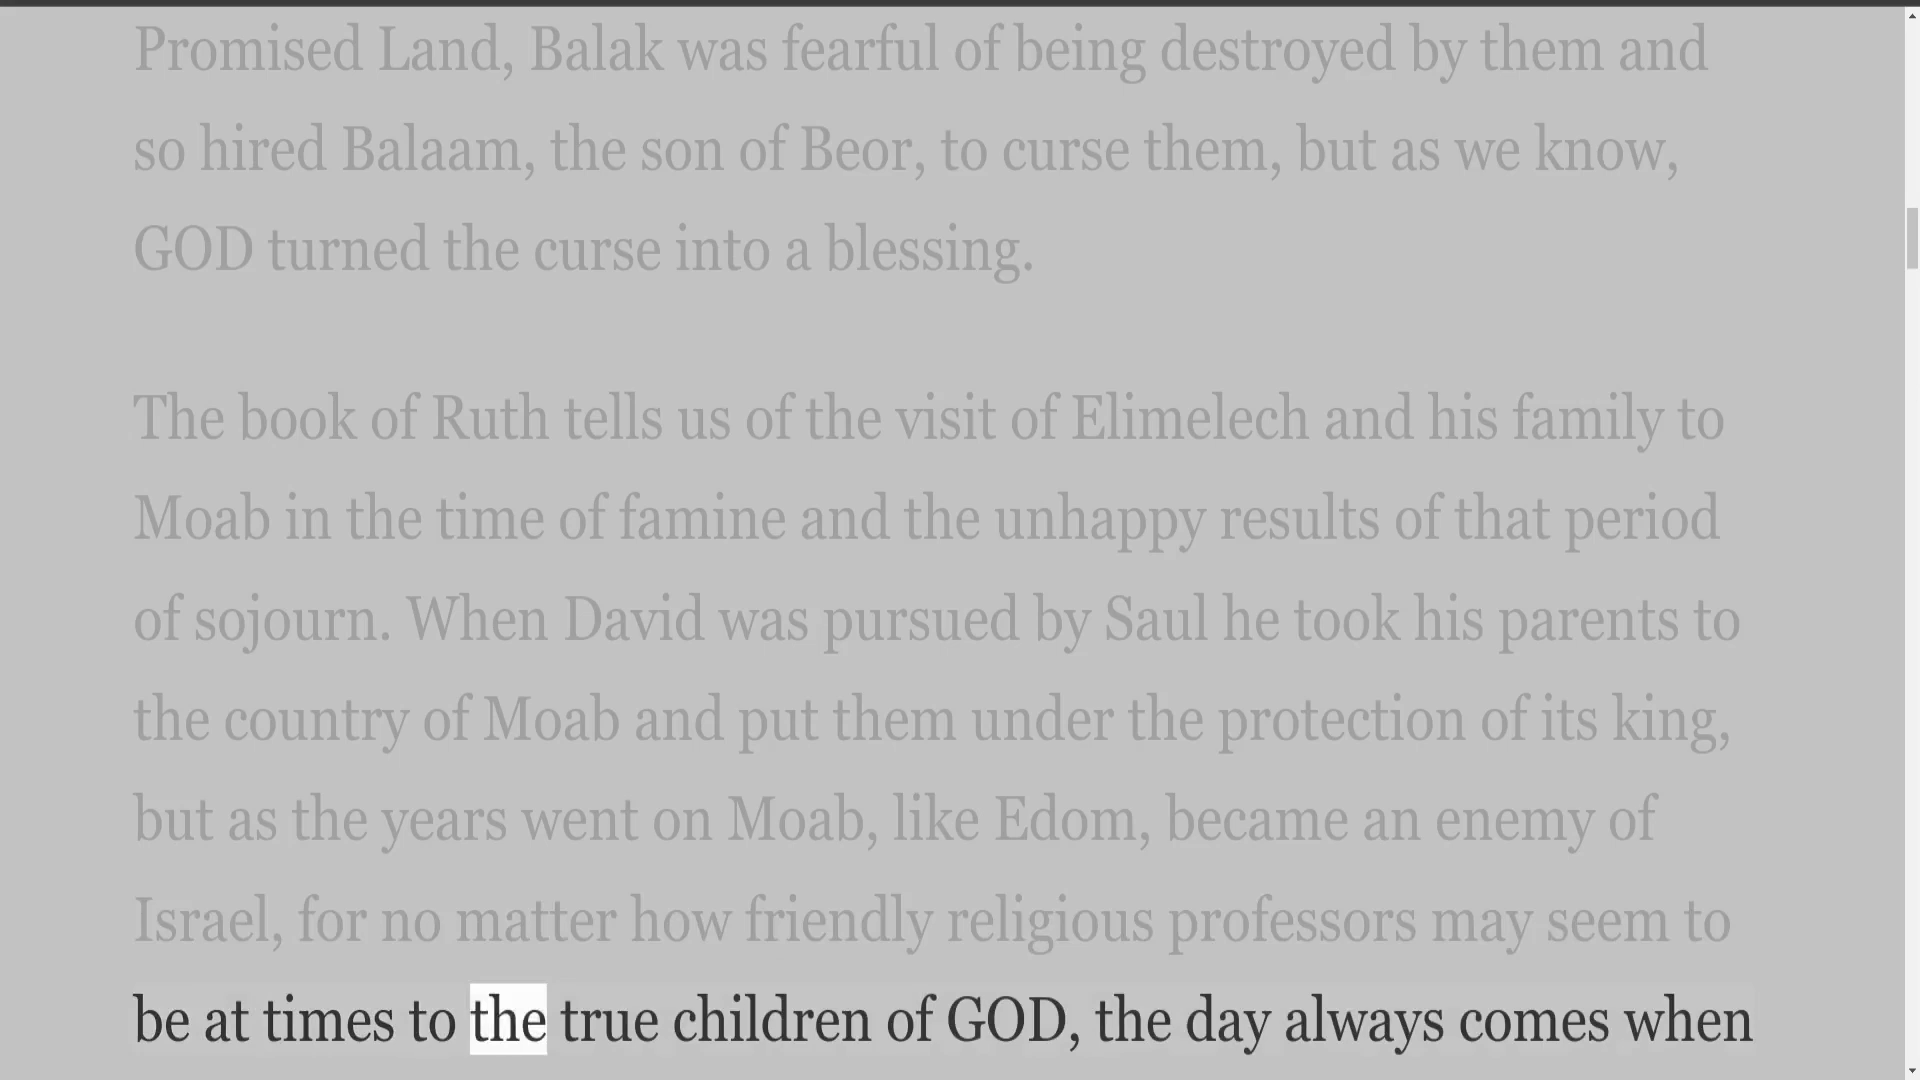 Promised Land, Balak was fearful of being destroyed by them and
so hired Balaam, the son of Beor, to curse them, but as we know,
GOD turned the curse into a blessing.
The book of Ruth tells us of the visit of Elimelech and his family to
Moab in the time of famine and the unhappy results of that period
of sojourn. When David was pursued by Saul he took his parents to
the country of Moab and put them under the protection of its king,
but as the years went on Moab, like Edom, became an enemy of
Israel, for no matter how friendly religious professors may seem to
be at times to the true children of GOD, the day always comes when